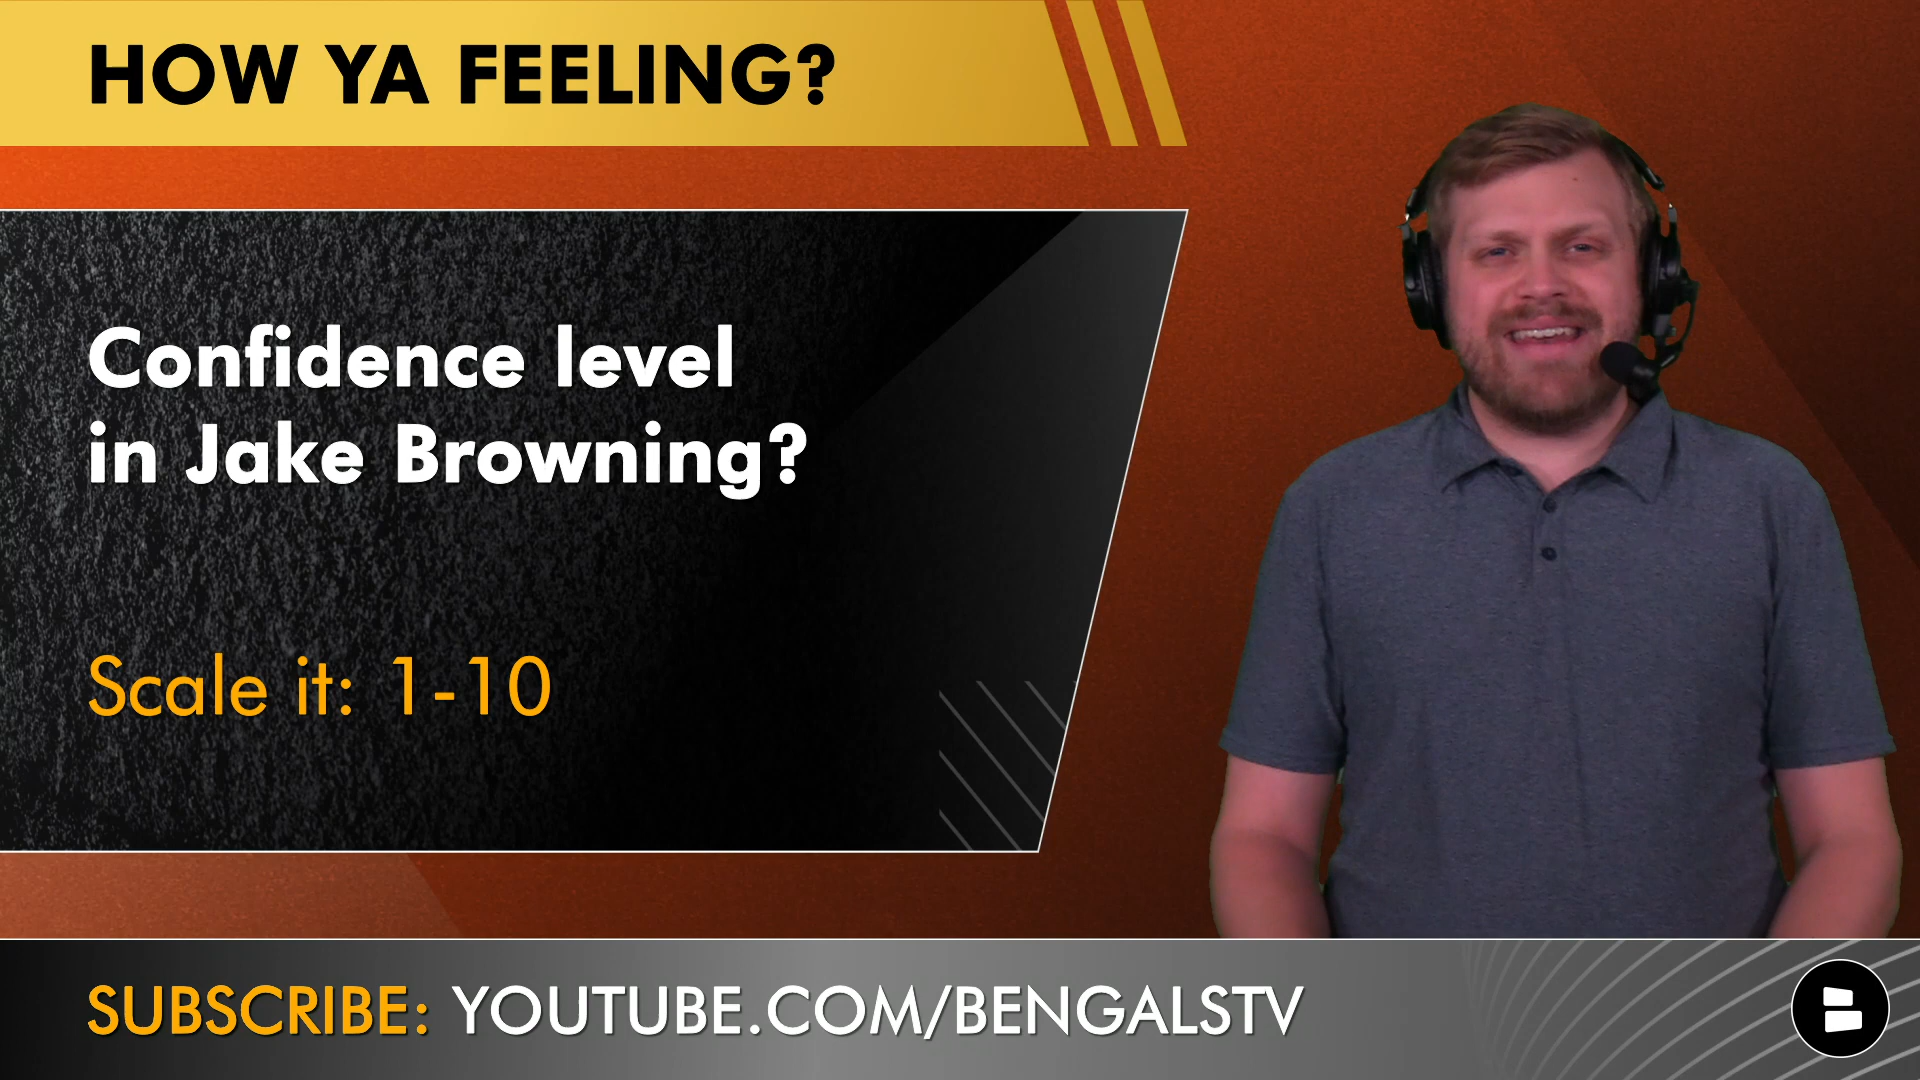 HOW YA FEELING?
Confidence level
in Jake Browning?
Scale it: 1-10
SUBSCRIBE: YOUTUBE.COM/BENGALSTV